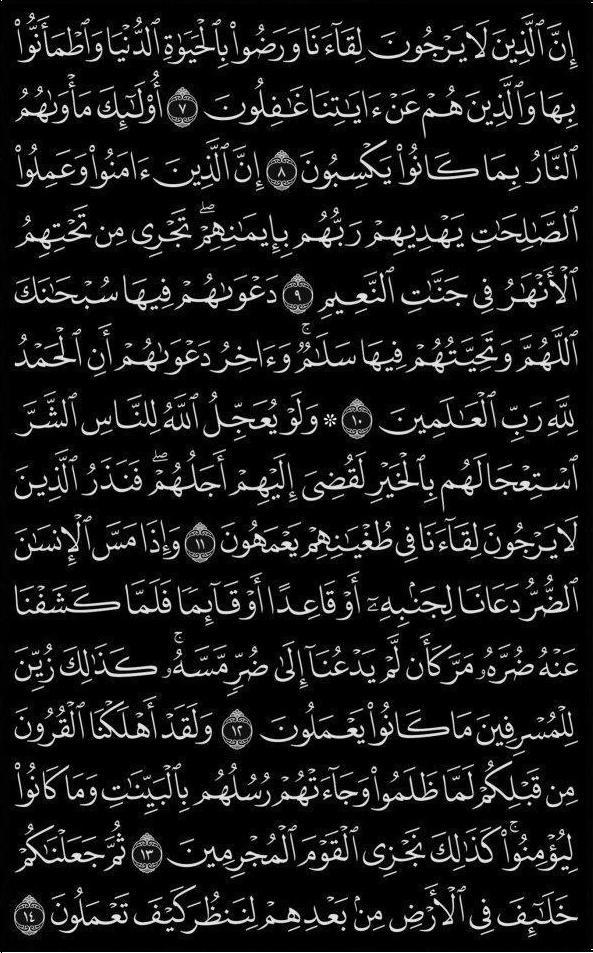 إِنَّ ٱلَّذِينَ لَا يَرْجُونَ لِقَآءَنَا وَرَضُوا۟ بِٱلْحَيَوٰةِ ٱلدُّنْيَا وَٱطْمَأَنُّوا۟
بِهَا وَٱلَّذِينَ هُمْ عَنْ ءَايَٰتِنَا غَٰفِلُونَ ٧ أُو۟لَٰٓئِكَ مَأْوَىٰهُمُ
ٱلنَّارُ بِمَا كَانُوا۟ يَكْسِبُونَ ٨ إِنَّ ٱلَّذِينَ ءَامَنُوا۟ وَعَمِلُوا۟
ٱلصَّٰلِحَٰتِ يَهْدِيهِمْ رَبُّهُم بِإِيمَٰنِهِمْۖ تَجْرِى مِن تَحْتِهِمُ
ٱلْأَنْهَٰرُ فِى جَنَّٰتِ ٱلنَّعِيمِ ٩ دَعْوَىٰهُمْ فِيهَا سُبْحَٰنَكَ
ٱللَّهُمَّ وَتَحِيَّتُهُمْ فِيهَا سَلَٰمٌۚ وَءَاخِرُ دَعْوَىٰهُمْ أَنِ ٱلْحَمْدُ
لِلَّهِ رَبِّ ٱلْعَٰلَمِينَ ١٠ ۞ وَلَوْ يُعَجِّلُ ٱللَّهُ لِلنَّاسِ ٱلشَّرَّ
ٱسْتِعْجَالَهُم بِٱلْخَيْرِ لَقُضِىَ إِلَيْهِمْ أَجَلُهُمْۖ فَنَذَرُ ٱلَّذِينَ
لَا يَرْجُونَ لِقَآءَنَا فِى طُغْيَٰنِهِمْ يَعْمَهُونَ ١١ وَإِذَا مَسَّ ٱلْإِنسَٰنَ
ٱلضُّرُّ دَعَانَا لِجَنۢبِهِۦٓ أَوْ قَاعِدًا أَوْ قَآئِمًا فَلَمَّا كَشَفْنَا
عَنْهُ ضُرَّهُۥ مَرَّ كَأَن لَّمْ يَدْعُنَآ إِلَىٰ ضُرٍّ مَّسَّهُۥۚ كَذَٰلِكَ زُيِّنَ
لِلْمُسْرِفِينَ مَا كَانُوا۟ يَعْمَلُونَ ١٢ وَلَقَدْ أَهْلَكْنَا ٱلْقُرُونَ
مِن قَبْلِكُمْ لَمَّا ظَلَمُوا۟ وَجَآءَتْهُمْ رُسُلُهُم بِٱلْبَيِّنَٰتِ وَمَا كَانُوا۟
لِيُؤْمِنُوا۟ۚ كَذَٰلِكَ نَجْزِى ٱلْقَوْمَ ٱلْمُجْرِمِينَ ١٣ ثُمَّ جَعَلْنَٰكُمْ
خَلَٰٓئِفَ فِى ٱلْأَرْضِ مِنۢ بَعْدِهِمْ لِنَنظُرَ كَيْفَ تَعْمَلُونَ ١٤